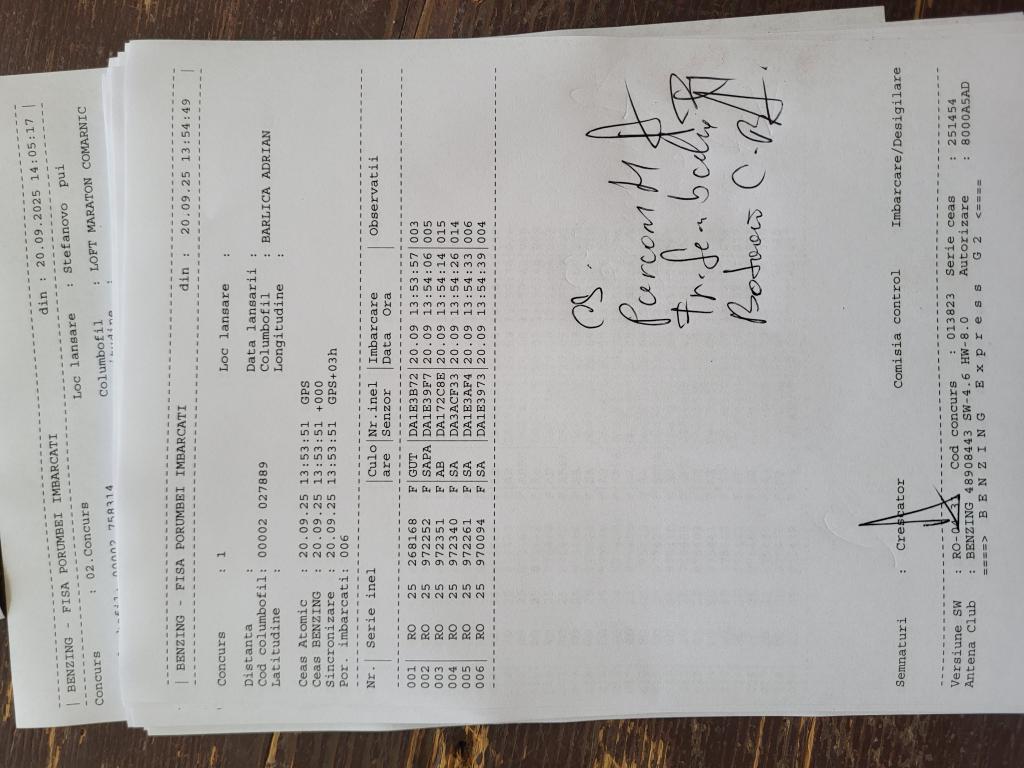 | BENZING - FISA PORUMBEI IMBARCATI din : 20.09.2025 14:05:17 |
Concurs : 02.Concurs Loc lansare : Stefanovo pui
Columbofil : LOFT MARATON COMARNIC
| BENZING - FISA PORUMBEI IMBARCATI din : 20.09.25 13:54:49 |
Concurs : 1 Loc lansare :
Distanta : Data lansarii :
Cod columbofil: 00002 027889 Columbofil : BARLICA ADRIAN
Latitudine : Longitudine :
Ceas Atomic : 20.09.25 13:53:51 GPS
Ceas BENZING : 20.09.25 13:53:51 +000
Sincronizare : 20.09.25 13:53:51 GPS+03h
Por. imbarcati: 006
Nr.| Serie inel |Culo|Nr.inel |Imbarcare | Observatii
|are |Senzor |Data Ora |
001| RO 25 268168 F|GUT |DA1E3B72|20.09 13:53:57|003
002| RO 25 972252 F|SAPA|DA1E39F7|20.09 13:54:06|005
003| RO 25 972351 F|AB |DA172C8E|20.09 13:54:14|015
004| RO 25 972340 F|SA |DA3ACF33|20.09 13:54:26|014
005| RO 25 972261 F|SA |DA1E3AF4|20.09 13:54:33|006
006| RO 25 970094 F|SA |DA1E3973|20.09 13:54:39|004
Semnaturi : Crescator Comisia control Imbarcare/Desigilare
Versiune SW Cod concurs : 013823 Serie ceas : 251454
Antena Club : BENZING 48908443 SW-4.6 HW-8.0 Autorizare : 8000A5AD
====> B E N Z I N G E x p r e s s G 2 <====